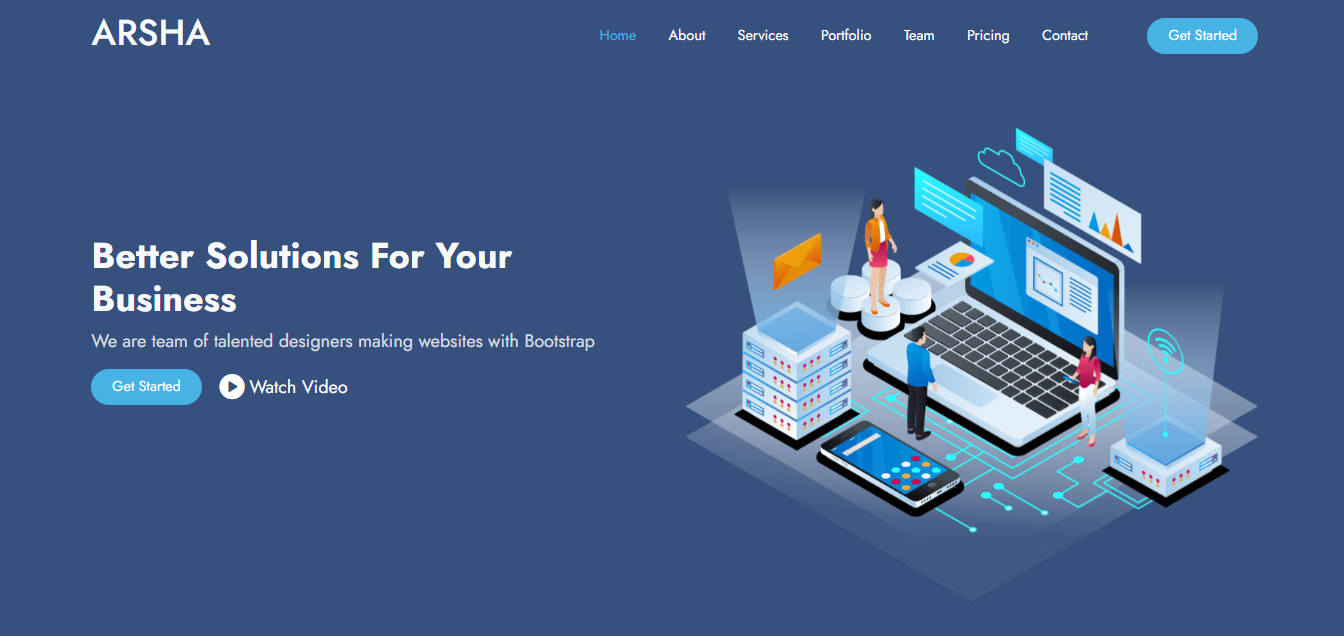 ARSHA
Home About Services Portfolio Team Pricing Contact Get Started
Better Solutions For Your
Business
We are team of talented designers making websites with Bootstrap
Get Started Watch Video